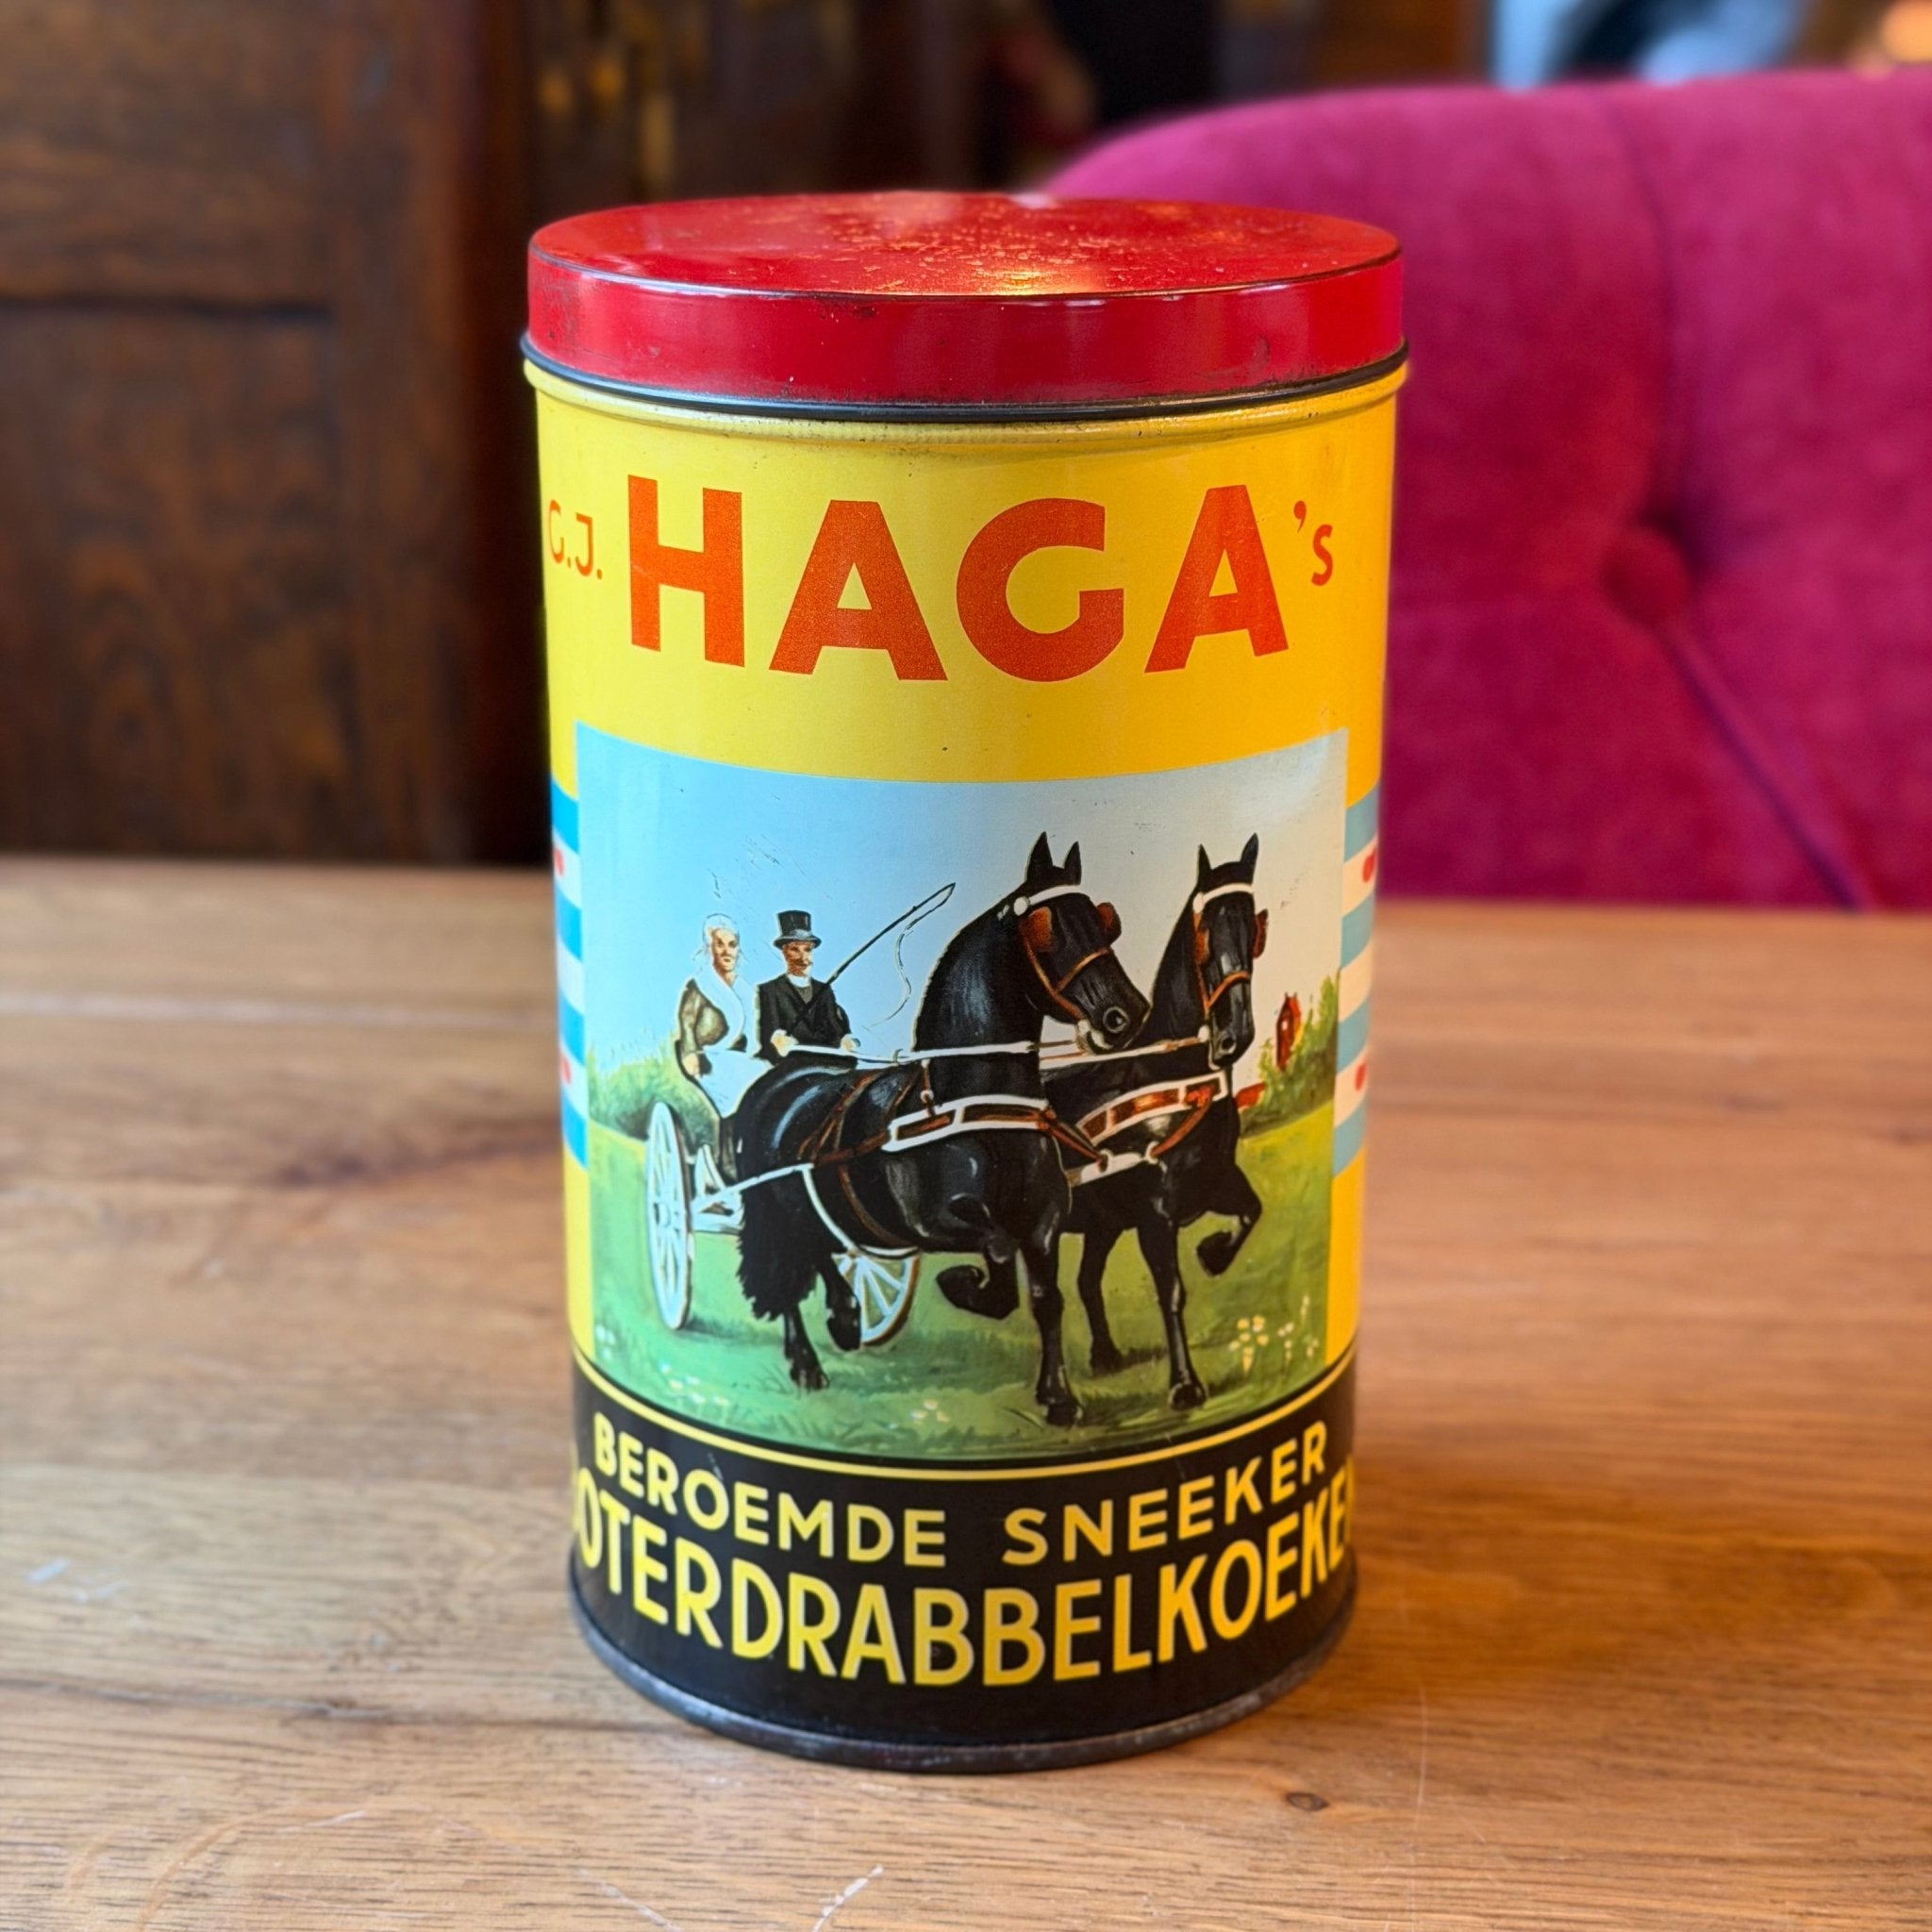 G.J. HAGA's
BEROEMDE SNEEKER
OTERDRABBELKOEKE